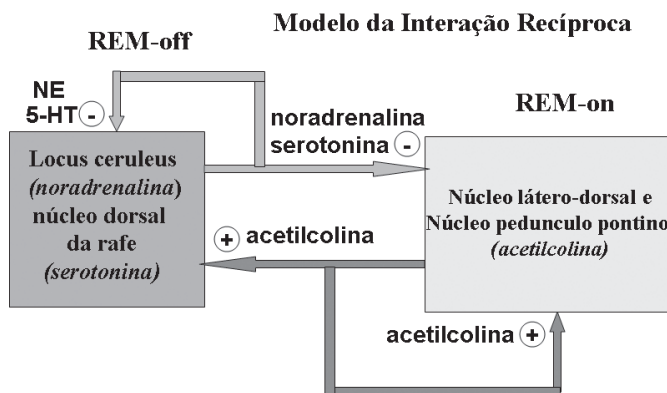 Modelo da Interação Recíproca
REM-off
NE
5-HT -
noradrenalina
serotonina -
REM-on
Locus ceruleus
(noradrenalina)
núcleo dorsal
da rafe
(serotonina)
Núcleo látero-dorsal e
Núcleo pedunculo pontino
(acetilcolina)
+ acetilcolina
acetilcolina +